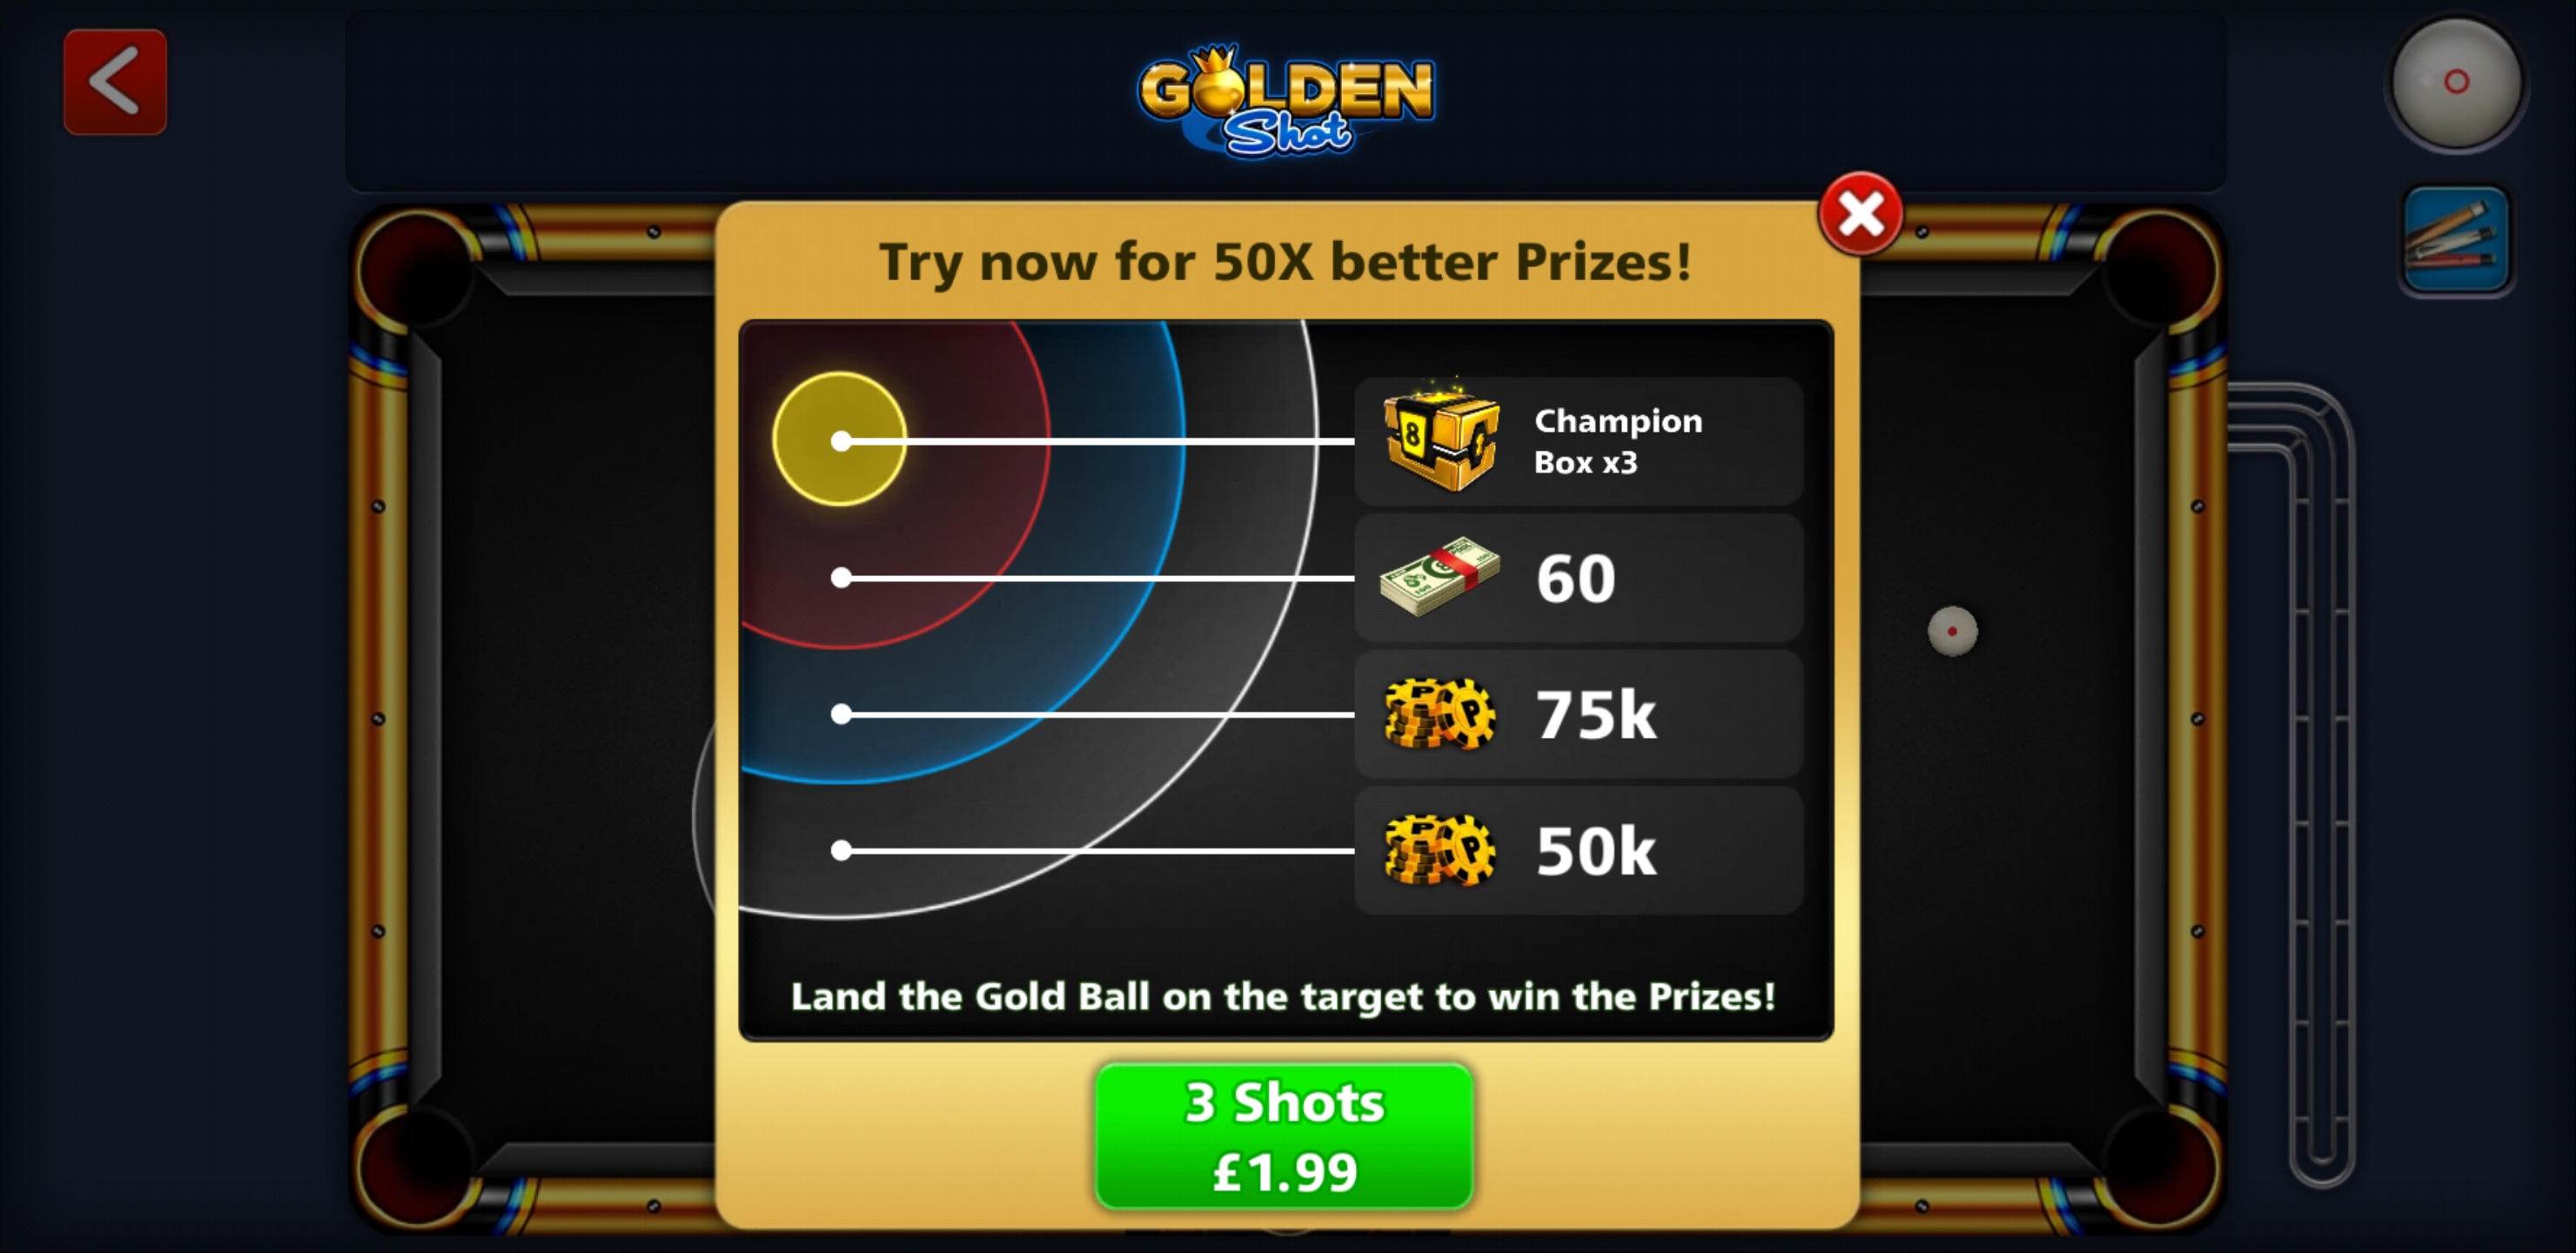 GOLDEN
Shot
Try now for 50X better Prizes!
8
Champion
Box x3
60
P P
75k
P P
50k
Land the Gold Ball on the target to win the Prizes!
3 Shots
£1.99